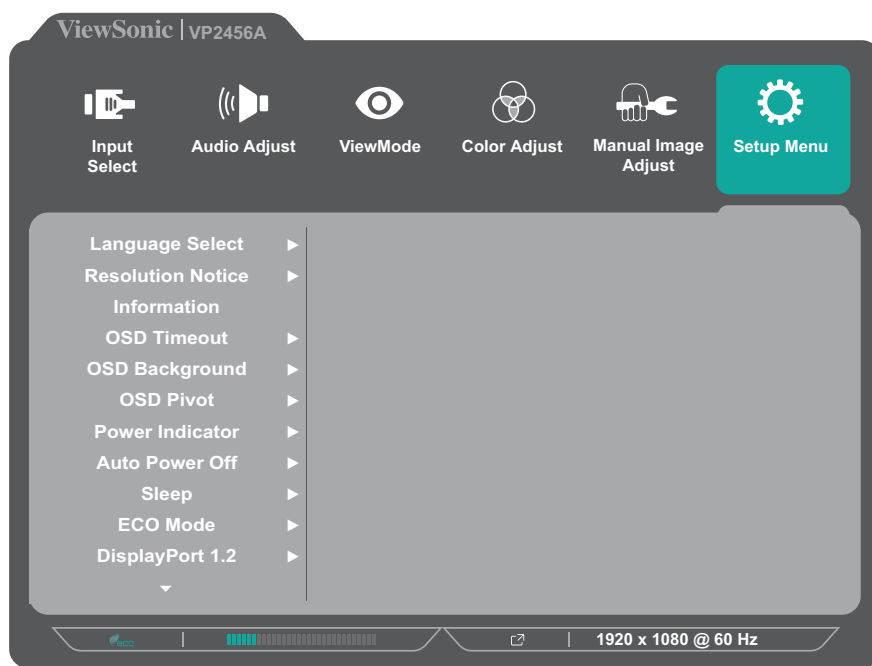 ViewSonic | VP2456A
Input
Select
Audio Adjust
ViewMode
Color Adjust
Manual Image
Adjust
Setup Menu
Language Select
Resolution Notice
Information
OSD Timeout
OSD Background
OSD Pivot
Power Indicator
Auto Power Off
Sleep
ECO Mode
DisplayPort 1.2
eco
1920 x 1080 @ 60 Hz